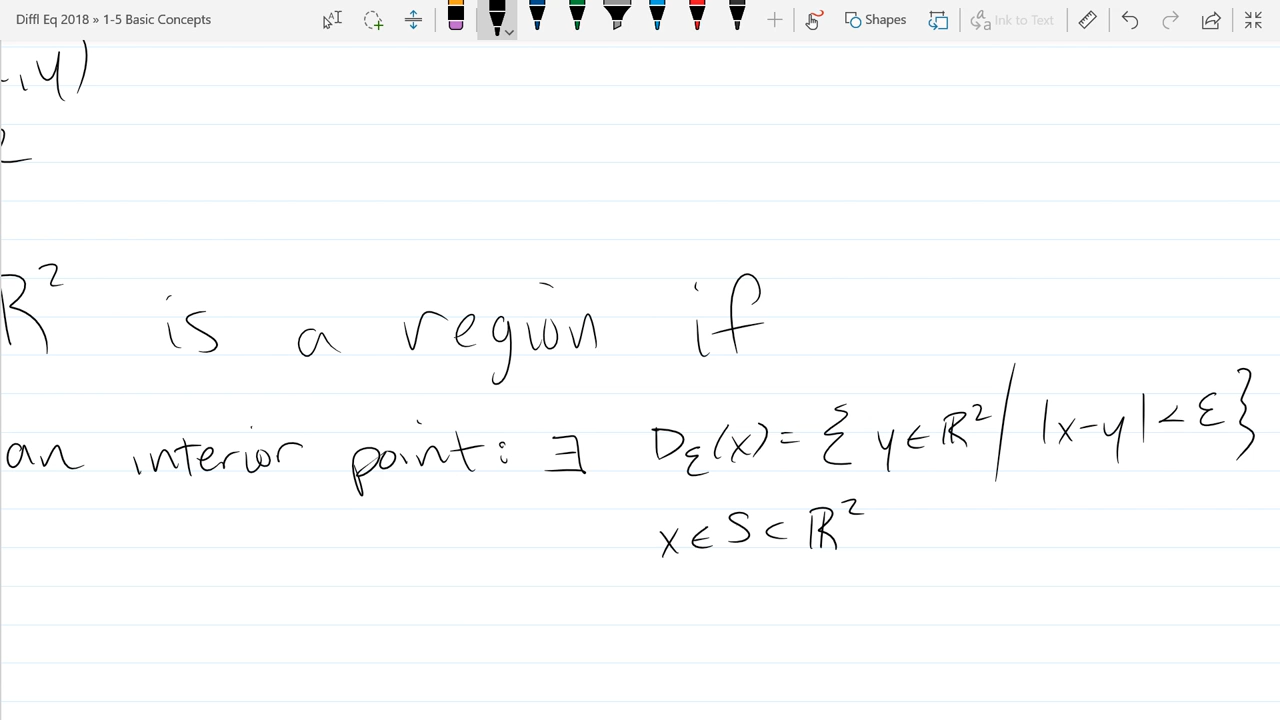 Diffl Eq 2018 » 1-5 Basic Concepts
Shapes
Ink to Text
, y)
2
ℝ² is a region if
an interior point: ∃ D_ε(x) = { y ∈ ℝ² / |x-y| < ε }
x ∈ S ⊂ ℝ²